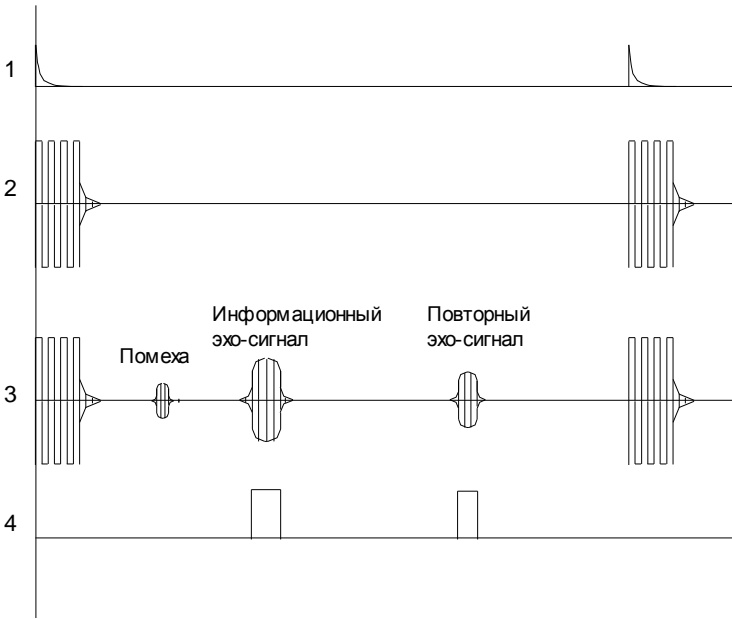 1
2
Информационный
эхо-сигнал
Повторный
эхо-сигнал
Помеха
3
4